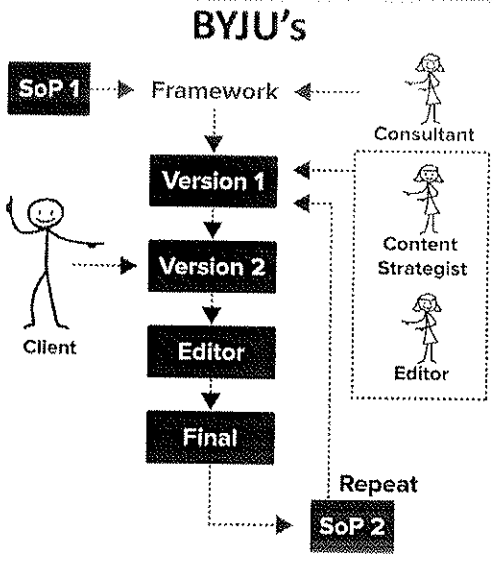 BYJU's
SoP 1
Framework
Consultant
Version 1
Content
Strategist
Version 2
Client
Editor
Editor
Final
Repeat
SoP 2